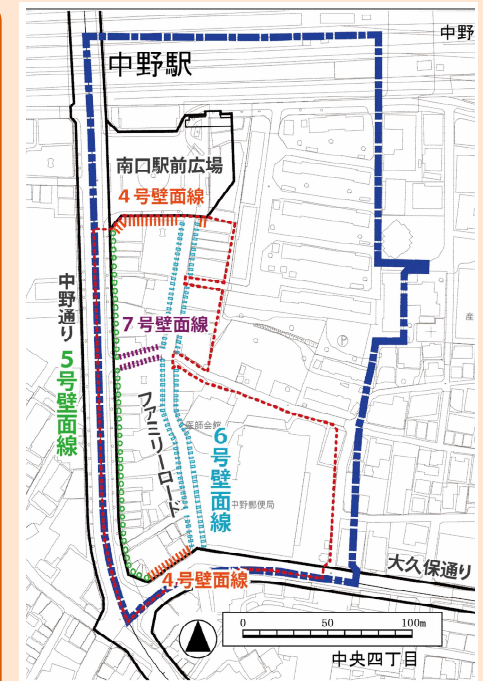 中野
中野駅
南口駅前広場
4号壁面線
中野通り
7号壁面線
5号壁面線
ファミリーロード
医師会館
6号壁面線
中野郵便局
産
P
大久保通り
4号壁面線
0 50 100m
中央四丁目